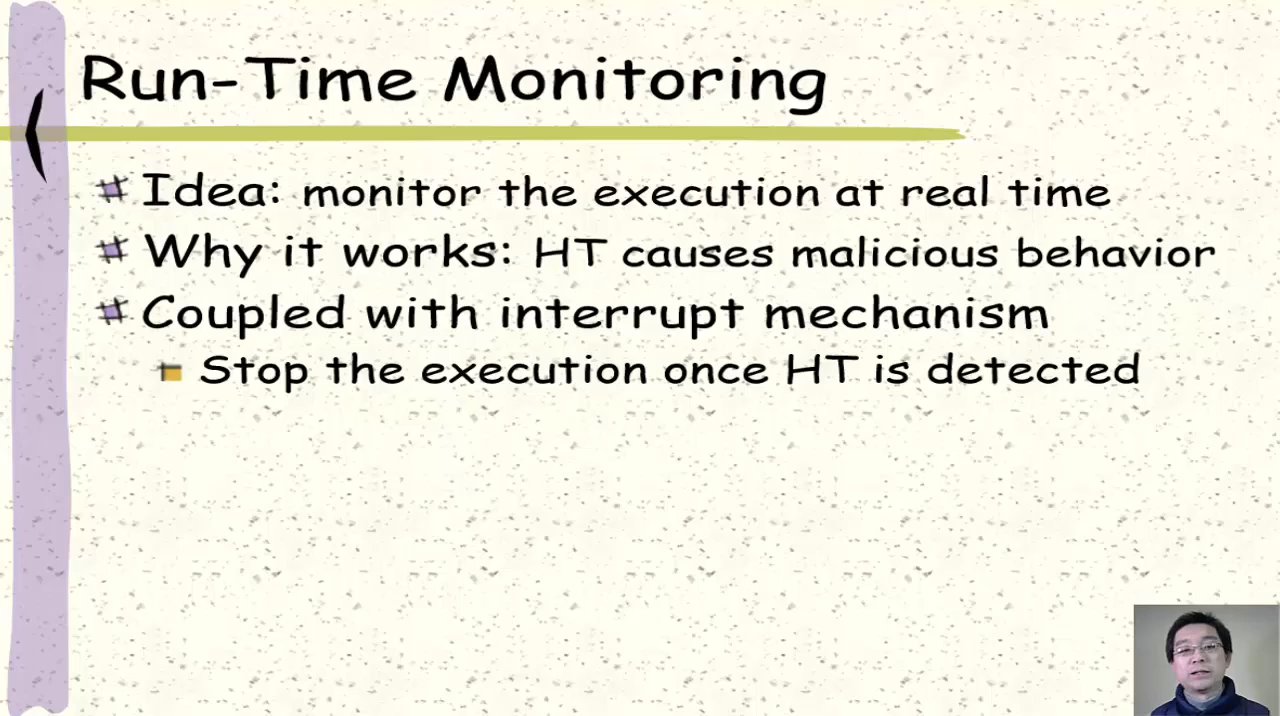 Run-Time Monitoring
Idea: monitor the execution at real time
Why it works: HT causes malicious behavior
Coupled with interrupt mechanism
Stop the execution once HT is detected